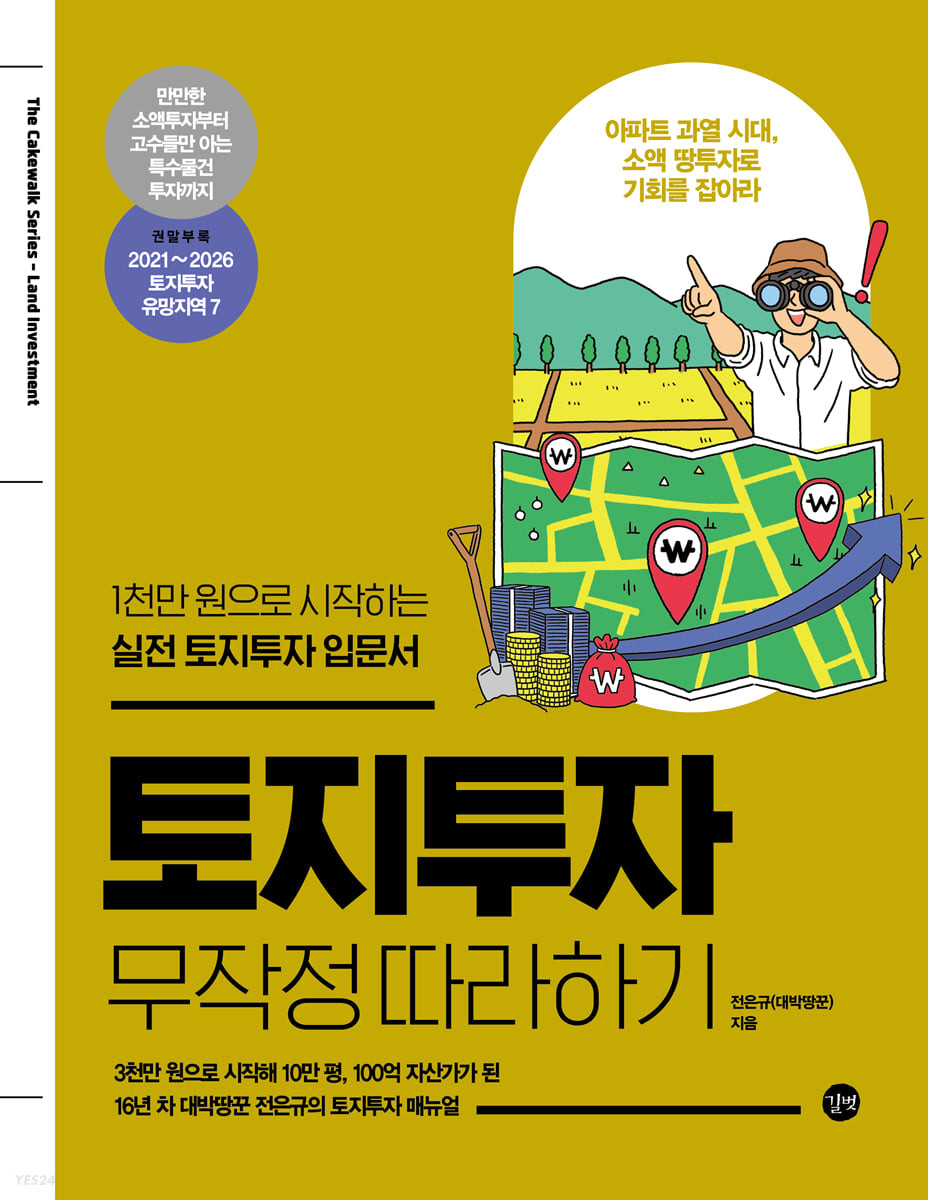 The Cakewalk Series - Land Investment
만만한
소액투자부터
고수들만 아는
특수물건
투자까지
권말부록
2021~2026
토지투자
유망지역 7
아파트 과열 시대,
소액 땅투자로
기회를 잡아라
₩
₩
₩
₩
1천만 원으로 시작하는
실전 토지투자 입문서
토지투자
무작정 따라하기
전은규(대박땅꾼)
지음
3천만 원으로 시작해 10만 평, 100억 자산가가 된
16년 차 대박땅꾼 전은규의 토지투자 매뉴얼
길벗
YES24